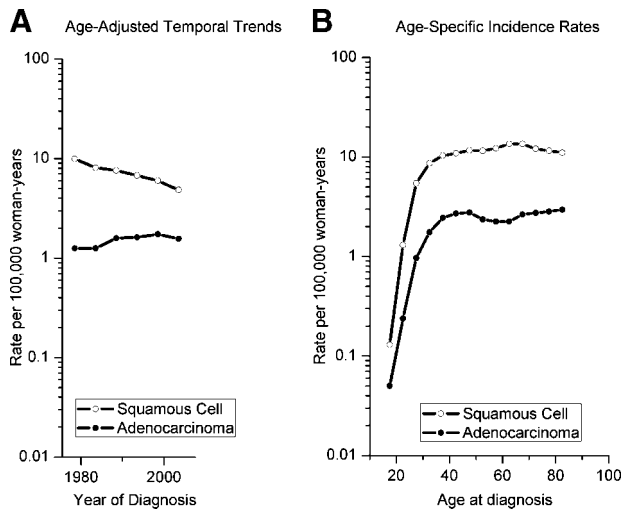 A
Age-Adjusted Temporal Trends
Rate per 100,000 woman-years
100
10
1
0.1
0.01
Squamous Cell
Adenocarcinoma
1980
2000
Year of Diagnosis
B
Age-Specific Incidence Rates
Rate per 100,000 woman-years
100
10
1
0.1
0.01
Squamous Cell
Adenocarcinoma
20
40
60
80
100
Age at diagnosis